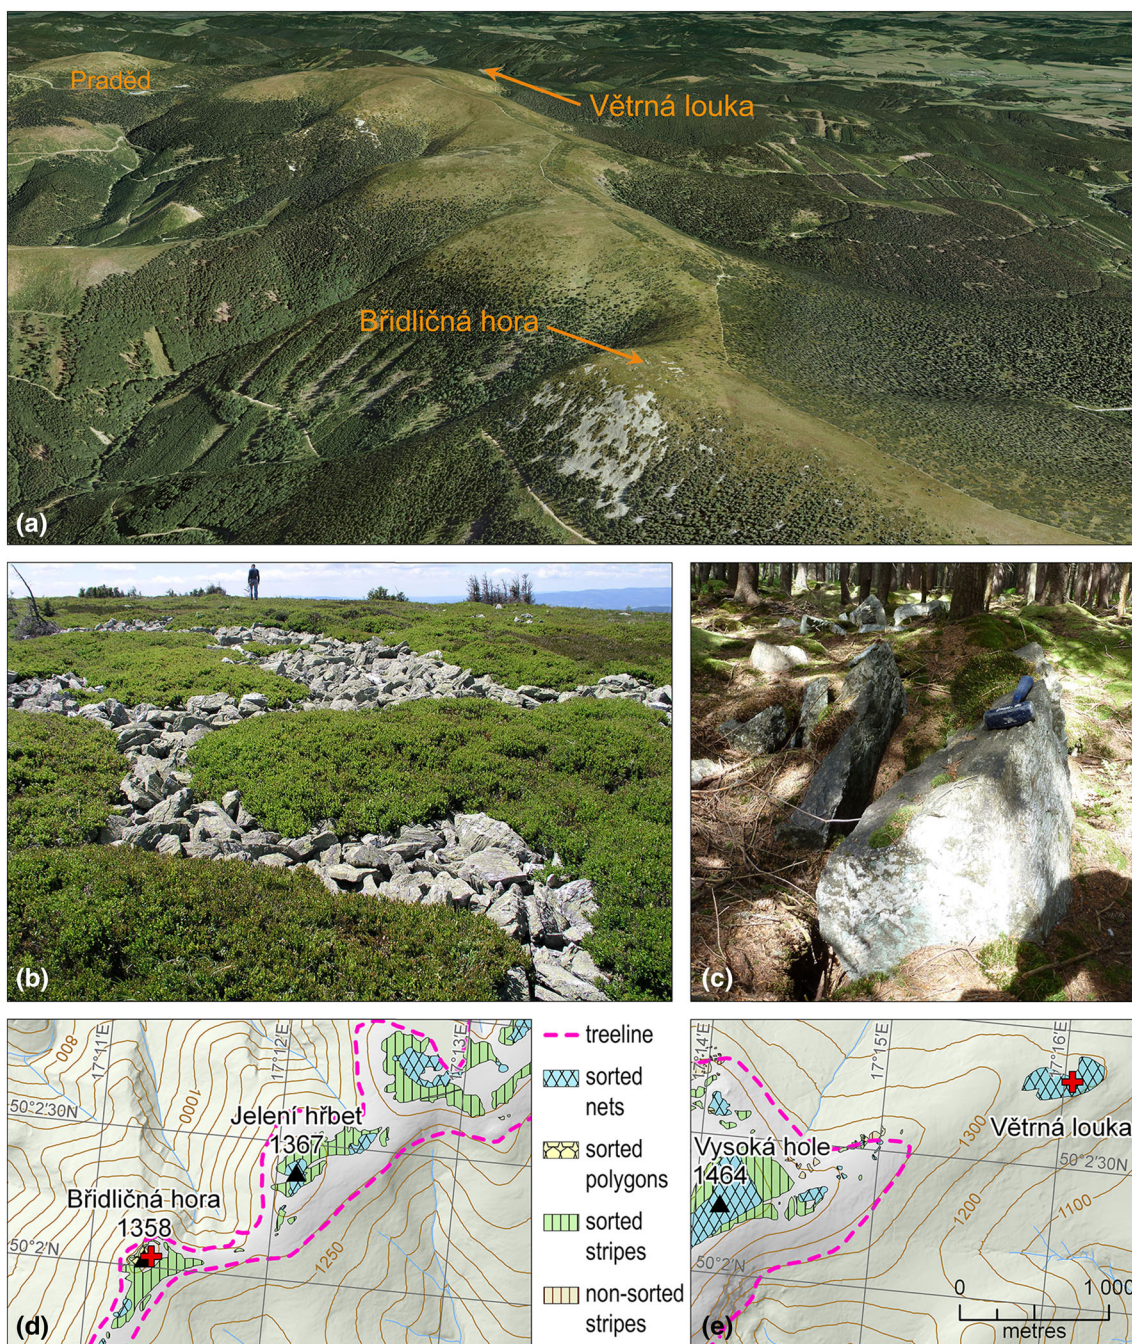 Praděd
Větrná louka
Břidličná hora
(a)
(b)
(c)
800
17°11'E
17°12'E
17°13'E
1000
50°2'30"N
Jelení hřbet
1367
Břidličná hora
1358
50°2'N
1250
(d)
treeline
sorted
nets
sorted
polygons
sorted
stripes
non-sorted
stripes
17°14'E
17°15'E
17°16'E
1300
Větrná louka
Vysoká hole
1464
50°2'30"N
1200
1100
50°2'N
0
1 000
metres
(e)